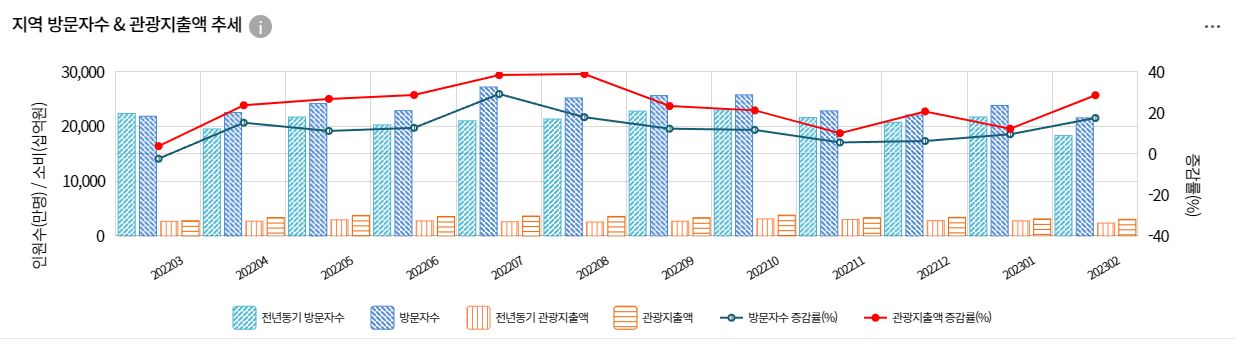 지역 방문자수 & 관광지출액 추세 i
...
30,000
20,000
10,000
0
인원수(만명) / 소비(십억원)
40
20
0
-20
-40
증감률(%)
202203 202204 202205 202206 202207 202208 202209 202210 202211 202212 202301 202302
전년동기 방문자수 방문자수 전년동기 관광지출액 관광지출액 방문자수 증감률(%) 관광지출액 증감률(%)